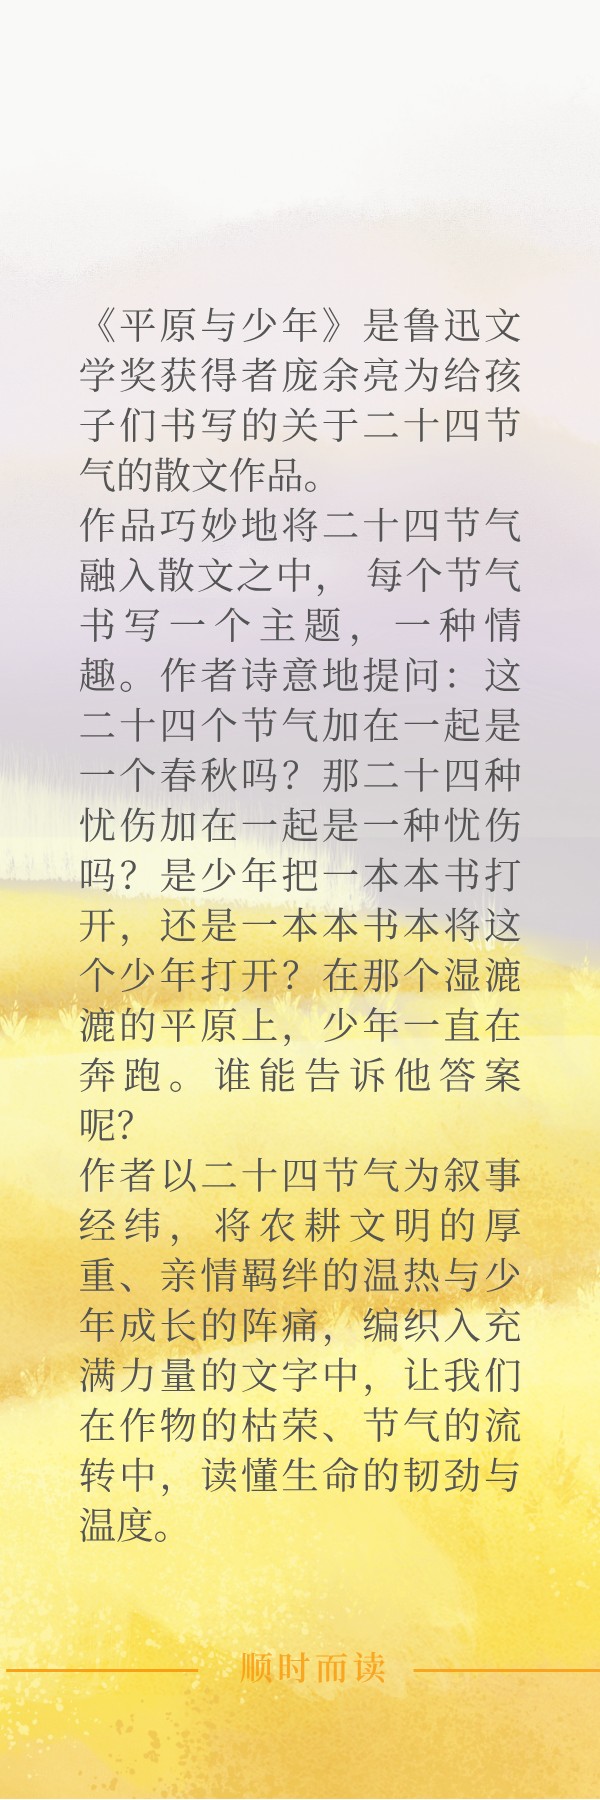 《平原与少年》是鲁迅文
学奖获得者庞余亮为给孩
子们书写的关于二十四节
气的散文作品。
作品巧妙地将二十四节气
融入散文之中， 每个节气
书写一个主题，一种情
趣。作者诗意地提问：这
二十四个节气加在一起是
一个春秋吗？那二十四种
忧伤加在一起是一种忧伤
吗？是少年把一本本书打
开，还是一本本书本将这
个少年打开？在那个湿漉
漉的平原上，少年一直在
奔跑。谁能告诉他答案
呢？
作者以二十四节气为叙事
经纬，将农耕文明的厚
重、亲情羁绊的温热与少
年成长的阵痛，编织入充
满力量的文字中，让我们
在作物的枯荣、节气的流
转中，读懂生命的韧劲与
温度。
顺时而读